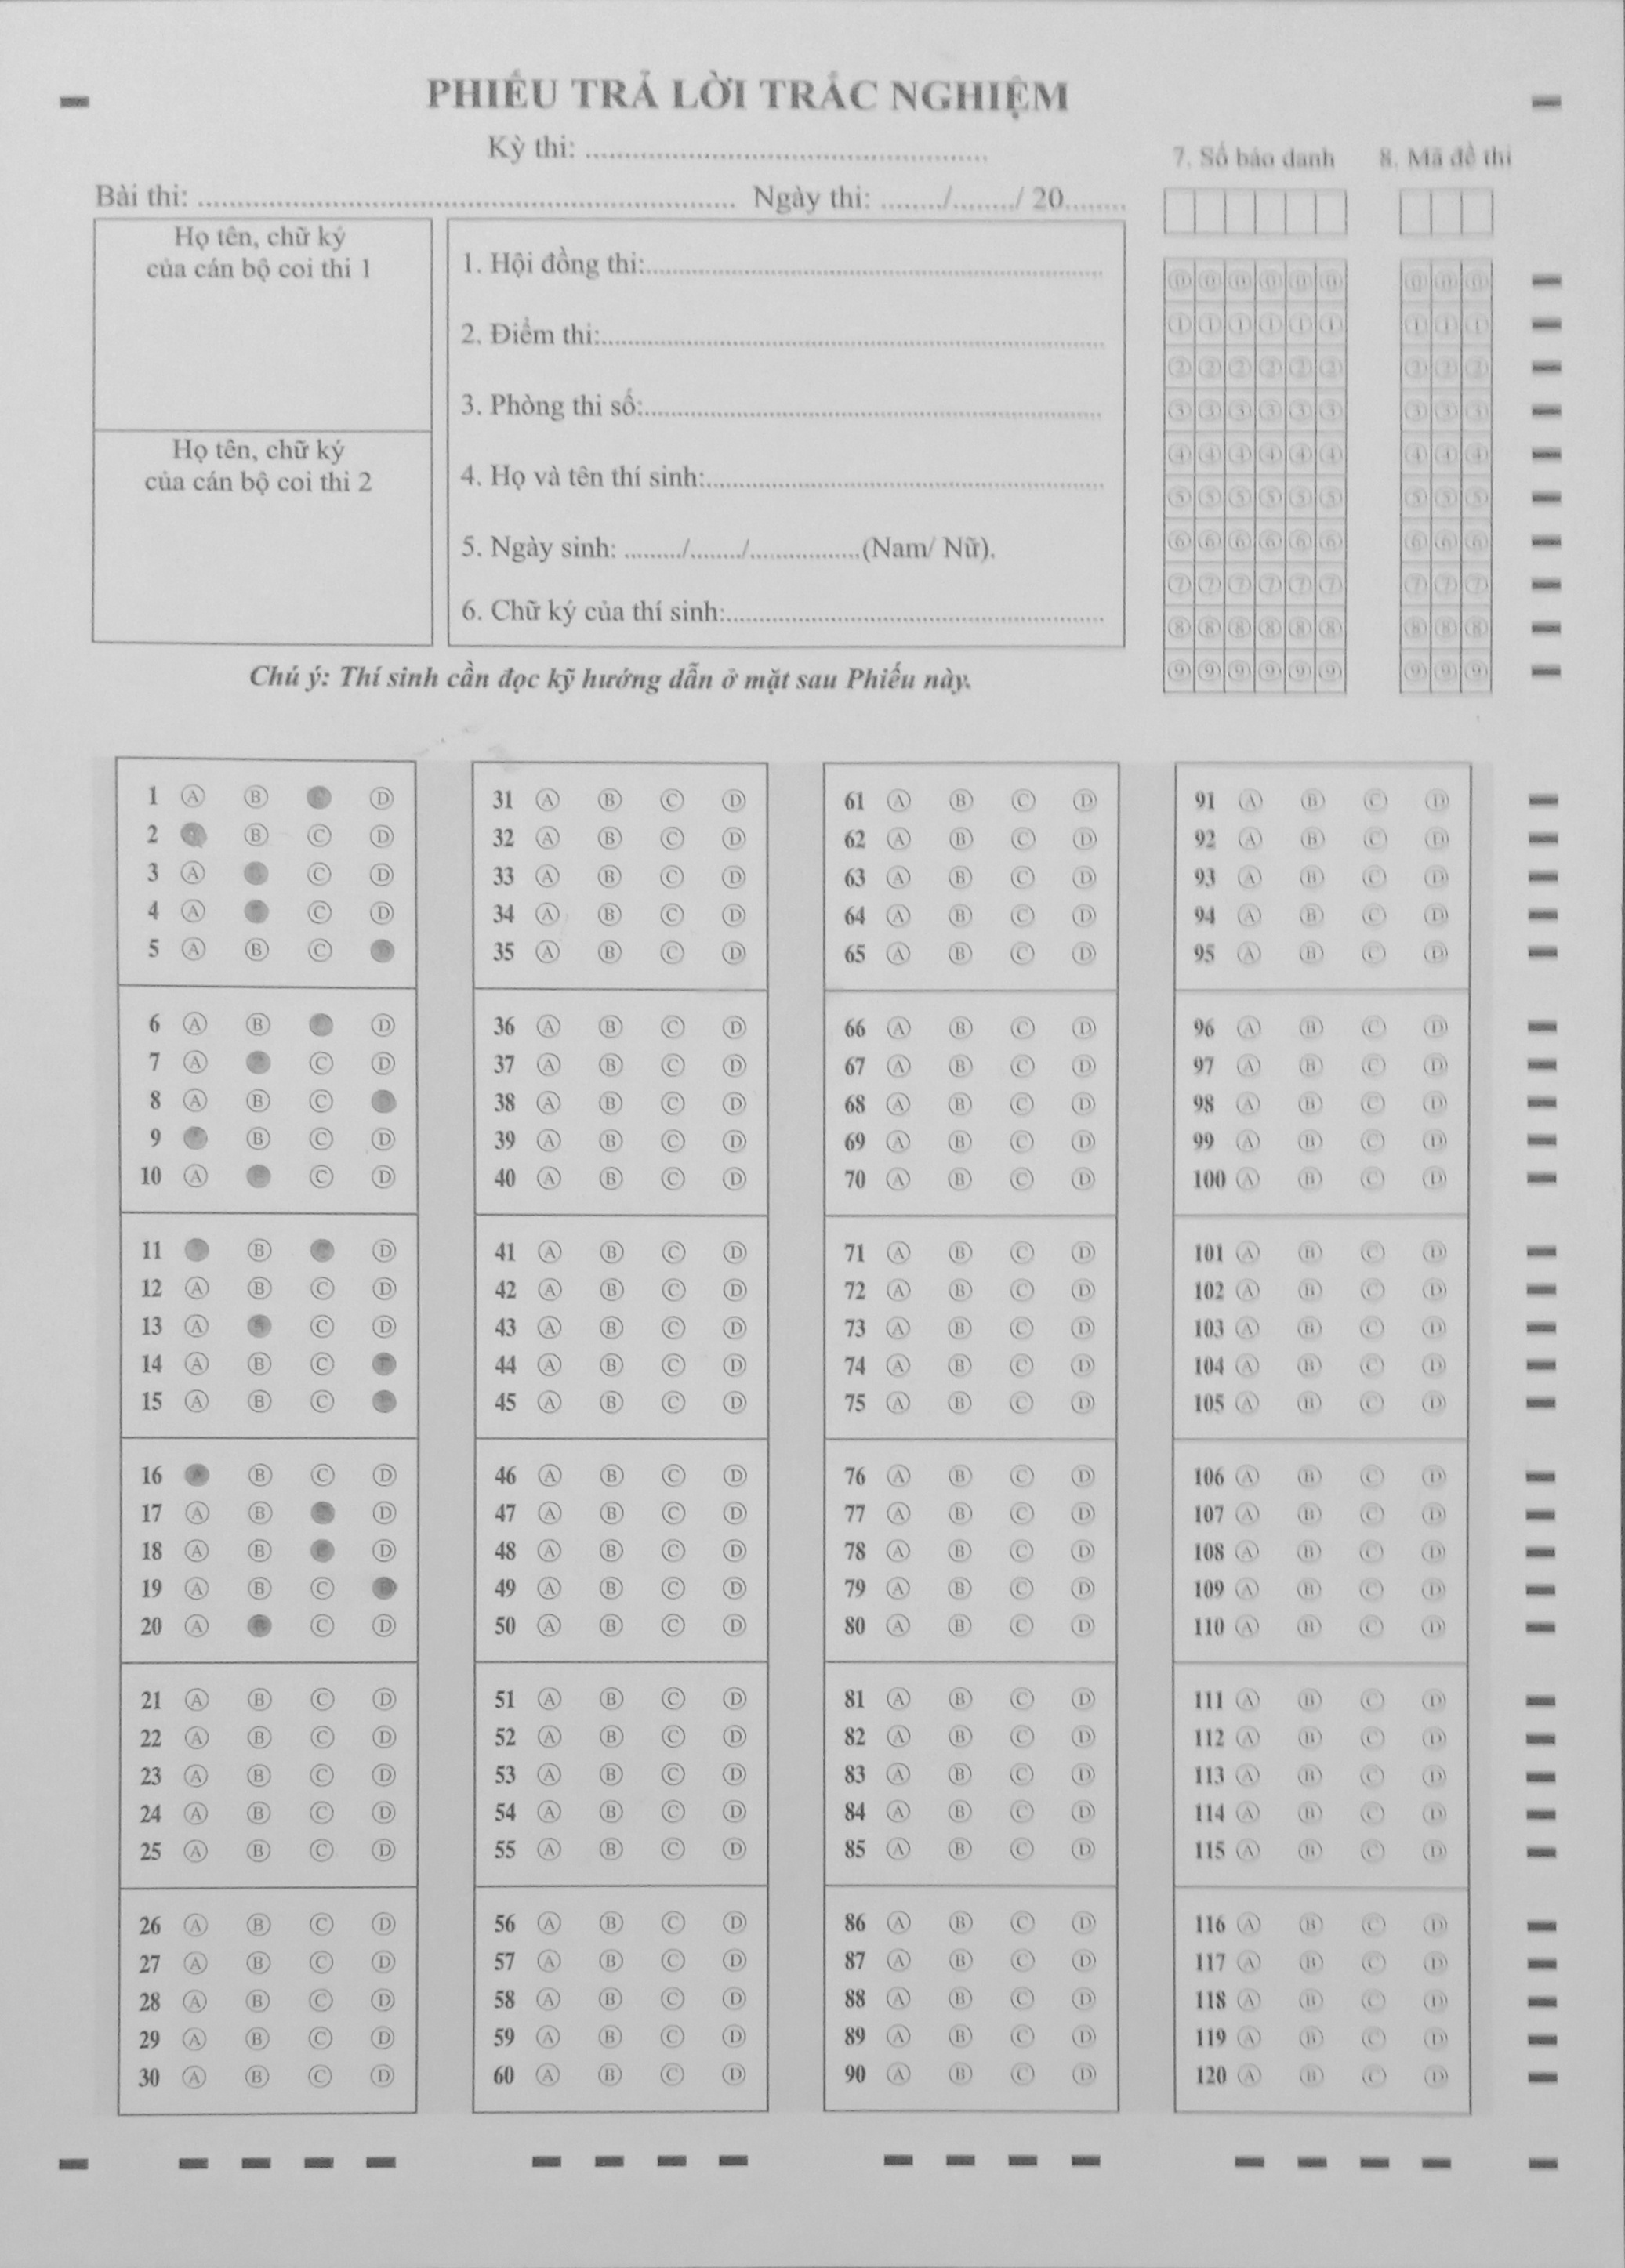 PHIẾU TRẢ LỜI TRẮC NGHIỆM
Kỳ thi: ....................................................
Bài thi: ..................................................................... Ngày thi: ......../......../ 20........
7. Số báo danh
8. Mã đề thi
Họ tên, chữ ký
của cán bộ coi thi 1
Họ tên, chữ ký
của cán bộ coi thi 2
1. Hội đồng thi:..........................................................
2. Điểm thi:................................................................
3. Phòng thi số:..........................................................
4. Họ và tên thí sinh:..................................................
5. Ngày sinh: ......../......./..............(Nam/ Nữ).
6. Chữ ký của thí sinh:................................................
0 0 0 0 0 0 0 0 0
1 1 1 1 1 1 1 1 1
2 2 2 2 2 2 2 2 2
3 3 3 3 3 3 3 3 3
4 4 4 4 4 4 4 4 4
5 5 5 5 5 5 5 5 5
6 6 6 6 6 6 6 6 6
7 7 7 7 7 7 7 7 7
8 8 8 8 8 8 8 8 8
9 9 9 9 9 9 9 9 9
Chú ý: Thí sinh cần đọc kỹ hướng dẫn ở mặt sau Phiếu này.
1 A B D
2 B C D
3 A C D
4 A C D
5 A B C
6 A B D
7 A C D
8 A B C
9 B C D
10 A C D
11 B D
12 A B C D
13 A C D
14 A B C
15 A B C
16 B C D
17 A B D
18 A B D
19 A B C
20 A C D
21 A B C D
22 A B C D
23 A B C D
24 A B C D
25 A B C D
26 A B C D
27 A B C D
28 A B C D
29 A B C D
30 A B C D
31 A B C D
32 A B C D
33 A B C D
34 A B C D
35 A B C D
36 A B C D
37 A B C D
38 A B C D
39 A B C D
40 A B C D
41 A B C D
42 A B C D
43 A B C D
44 A B C D
45 A B C D
46 A B C D
47 A B C D
48 A B C D
49 A B C D
50 A B C D
51 A B C D
52 A B C D
53 A B C D
54 A B C D
55 A B C D
56 A B C D
57 A B C D
58 A B C D
59 A B C D
60 A B C D
61 A B C D
62 A B C D
63 A B C D
64 A B C D
65 A B C D
66 A B C D
67 A B C D
68 A B C D
69 A B C D
70 A B C D
71 A B C D
72 A B C D
73 A B C D
74 A B C D
75 A B C D
76 A B C D
77 A B C D
78 A B C D
79 A B C D
80 A B C D
81 A B C D
82 A B C D
83 A B C D
84 A B C D
85 A B C D
86 A B C D
87 A B C D
88 A B C D
89 A B C D
90 A B C D
91 A B C D
92 A B C D
93 A B C D
94 A B C D
95 A B C D
96 A B C D
97 A B C D
98 A B C D
99 A B C D
100 A B C D
101 A B C D
102 A B C D
103 A B C D
104 A B C D
105 A B C D
106 A B C D
107 A B C D
108 A B C D
109 A B C D
110 A B C D
111 A B C D
112 A B C D
113 A B C D
114 A B C D
115 A B C D
116 A B C D
117 A B C D
118 A B C D
119 A B C D
120 A B C D